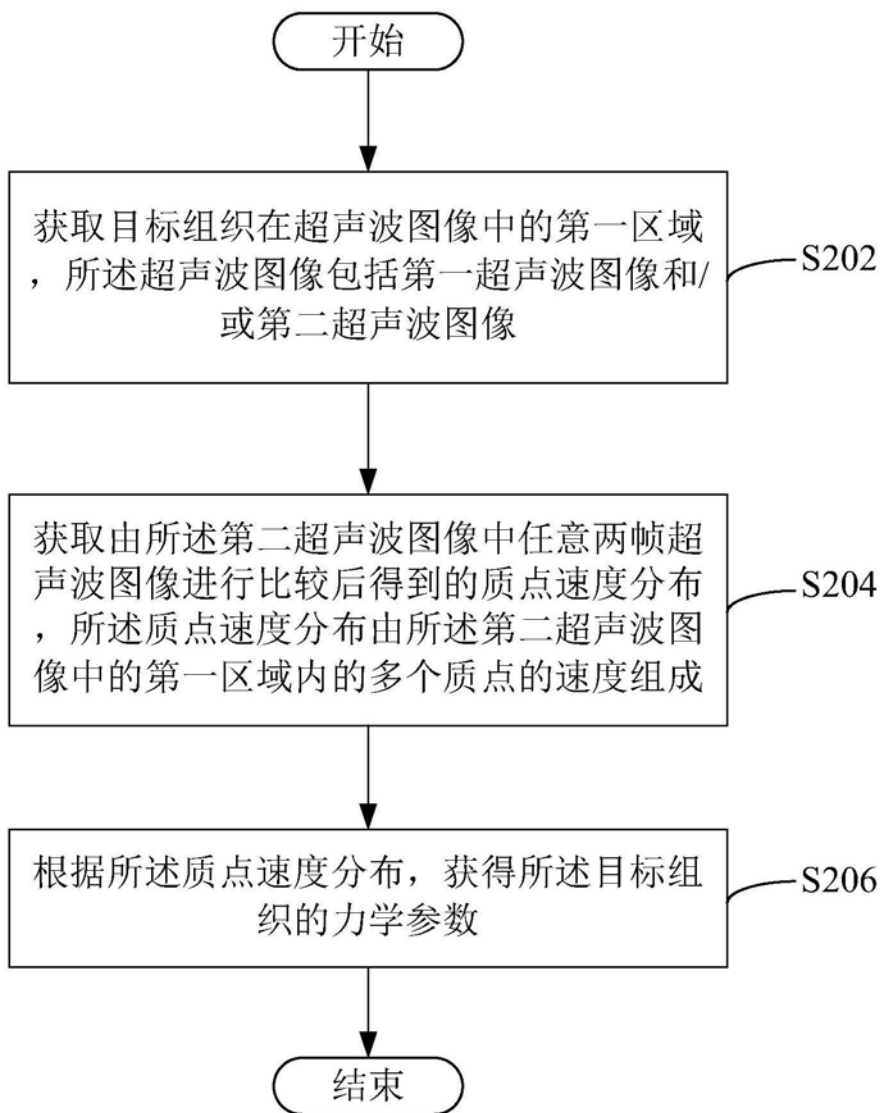 开始
获取目标组织在超声波图像中的第一区域
，所述超声波图像包括第一超声波图像和/
或第二超声波图像
S202
获取由所述第二超声波图像中任意两帧超
声波图像进行比较后得到的质点速度分布
，所述质点速度分布由所述第二超声波图
像中的第一区域内的多个质点的速度组成
S204
根据所述质点速度分布，获得所述目标组
织的力学参数
S206
结束